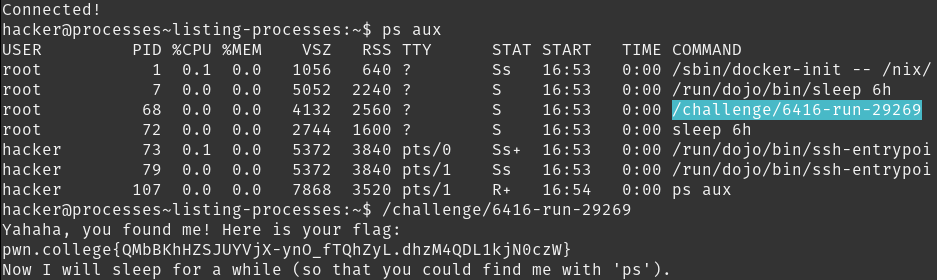 Connected!
hacker@processes~listing-processes:~$ ps aux
USER PID %CPU %MEM VSZ RSS TTY STAT START TIME COMMAND
root 1 0.1 0.0 1056 640 ? Ss 16:53 0:00 /sbin/docker-init -- /nix/
root 7 0.0 0.0 5052 2240 ? S 16:53 0:00 /run/dojo/bin/sleep 6h
root 68 0.0 0.0 4132 2560 ? S 16:53 0:00 /challenge/6416-run-29269
root 72 0.0 0.0 2744 1600 ? S 16:53 0:00 sleep 6h
hacker 73 0.1 0.0 5372 3840 pts/0 Ss+ 16:53 0:00 /run/dojo/bin/ssh-entrypoi
hacker 79 0.0 0.0 5372 3840 pts/1 Ss 16:53 0:00 /run/dojo/bin/ssh-entrypoi
hacker 107 0.0 0.0 7868 3520 pts/1 R+ 16:54 0:00 ps aux
hacker@processes~listing-processes:~$ /challenge/6416-run-29269
Yahaha, you found me! Here is your flag:
pwn.college{QMbBKhHZSJUYVjX-ynO_fTQhZyL.dhzM4QDL1kjN0czW}
Now I will sleep for a while (so that you could find me with 'ps').